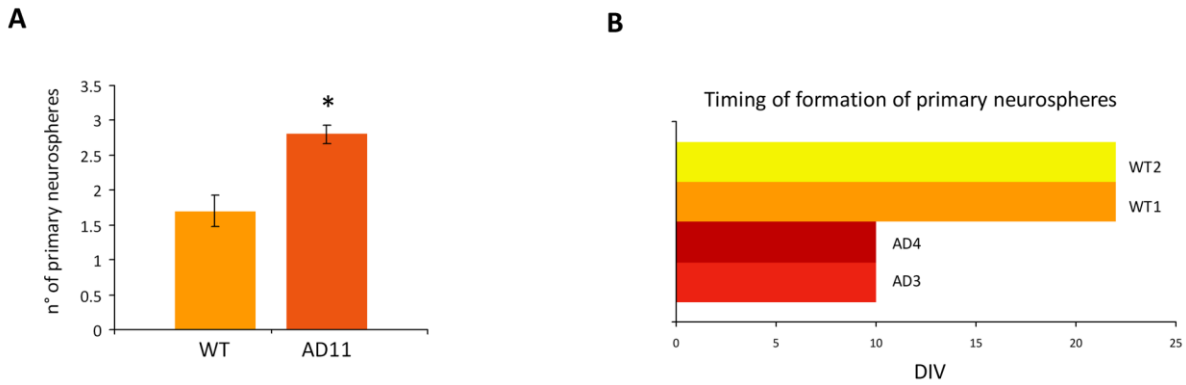 A
n° of primary neurospheres
3.5
3
2.5
2
1.5
1
0.5
0
*
WT
AD11
B
Timing of formation of primary neurospheres
WT2
WT1
AD4
AD3
0
5
10
15
20
25
DIV